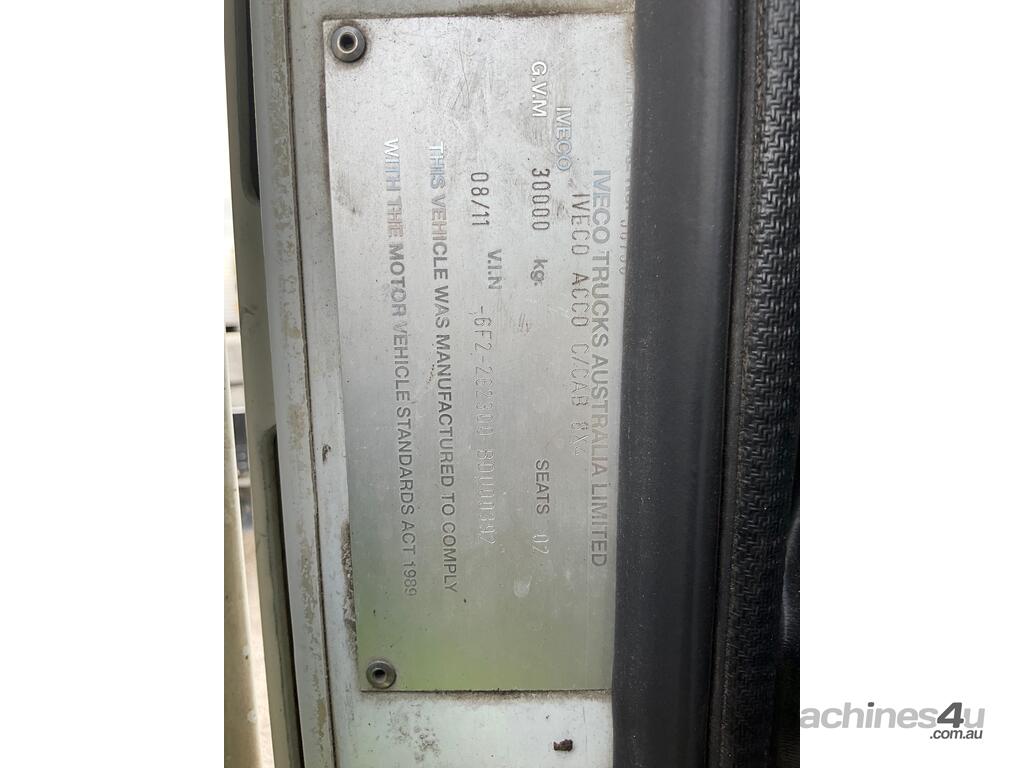 IVECO TRUCKS AUSTRALIA LIMITED
IVECO IVECO ACCO C/CAB 8X4
G.V.M 30000 kg. SEATS 02
08/11 V.I.N
THIS VEHICLE WAS MANUFACTURED TO COMPLY
WITH THE MOTOR VEHICLE STANDARDS ACT 1989
achines4u
.com.au